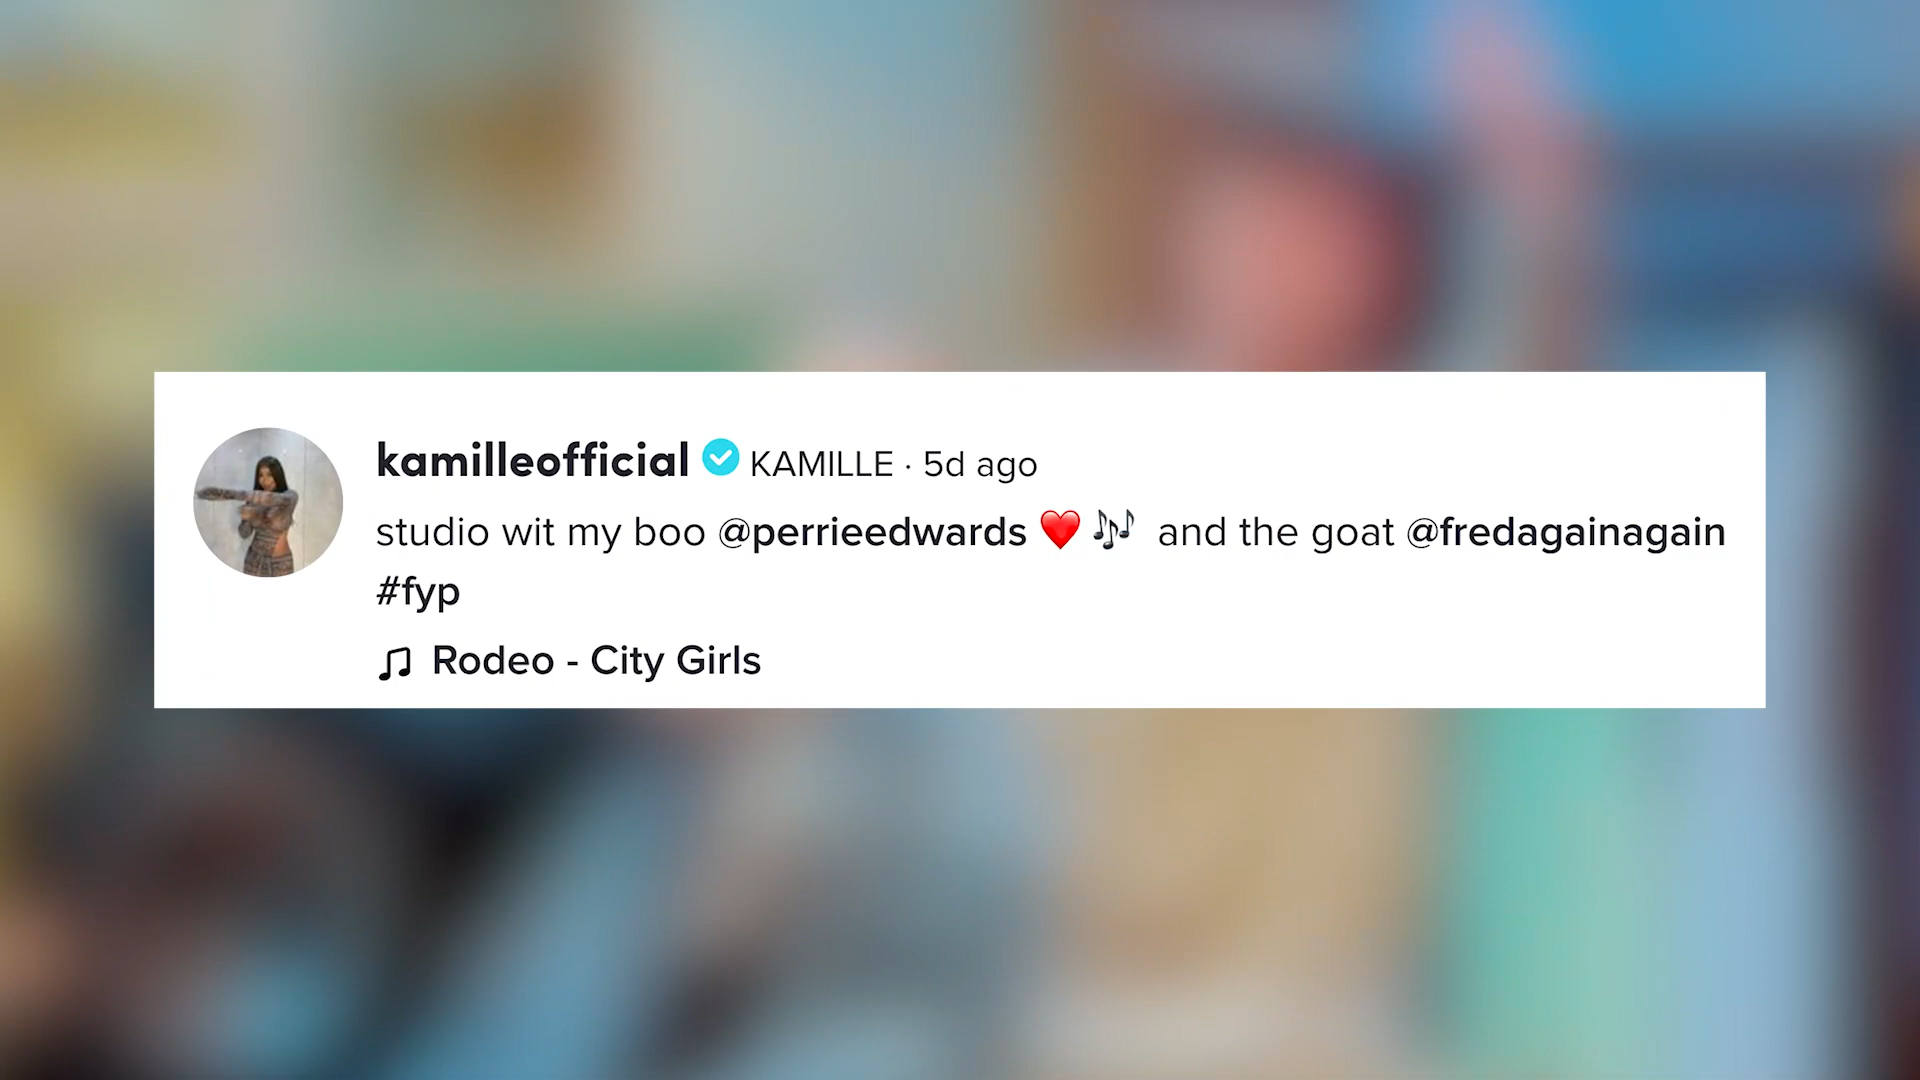 kamilleofficial KAMILLE · 5d ago
studio wit my boo @perrieedwards ❤️ 🎶 and the goat @fredagainagain
#fyp
Rodeo - City Girls